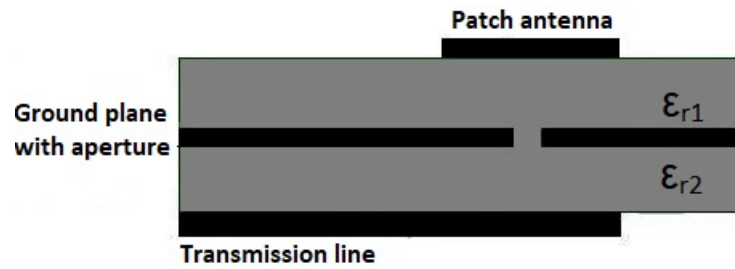 Patch antenna
Ground plane
with aperture
εr1
εr2
Transmission line